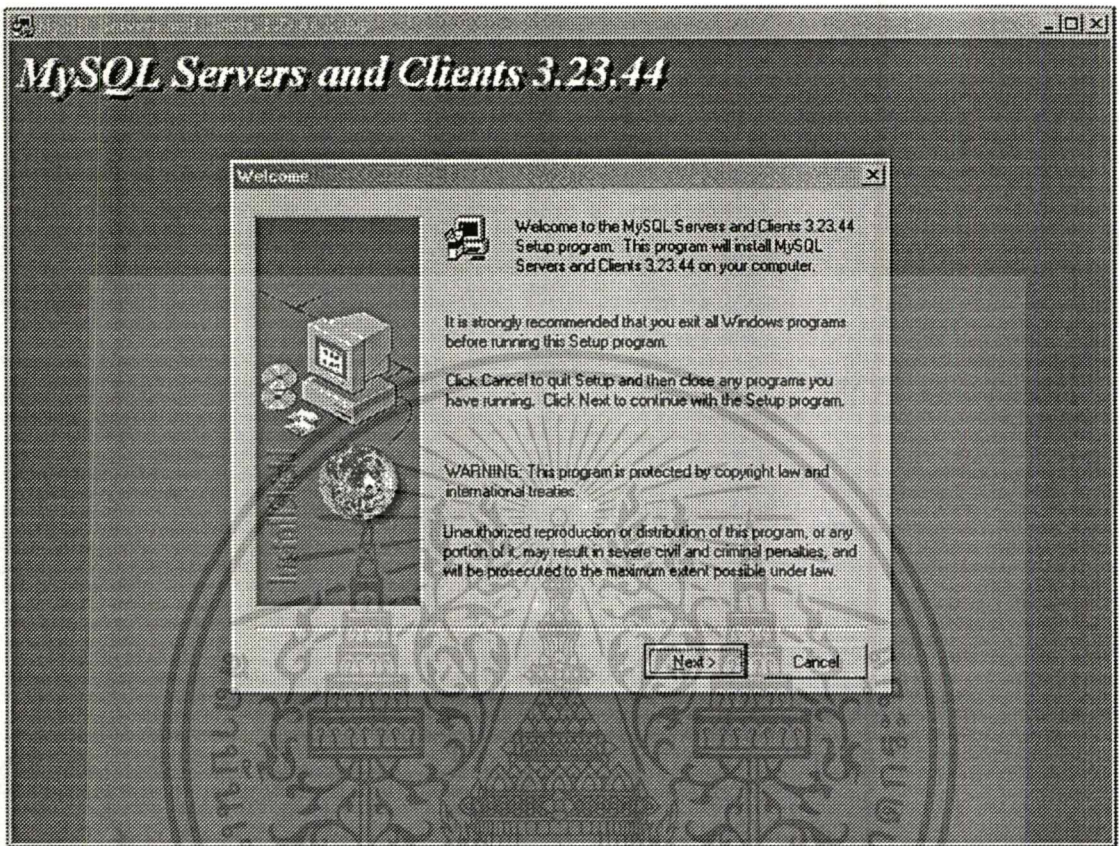 MySQL Servers and Clients 3.23.44
Welcome
Welcome to the MySQL Servers and Clients 3.23.44
Setup program. This program will install MySQL
Servers and Clients 3.23.44 on your computer.
It is strongly recommended that you exit all Windows programs
before running this Setup program.
Click Cancel to quit Setup and then close any programs you
have running. Click Next to continue with the Setup program.
WARNING: This program is protected by copyright law and
international treaties.
Unauthorized reproduction or distribution of this program, or any
portion of it, may result in severe civil and criminal penalties, and
will be prosecuted to the maximum extent possible under law.
InstallShield
Next >
Cancel